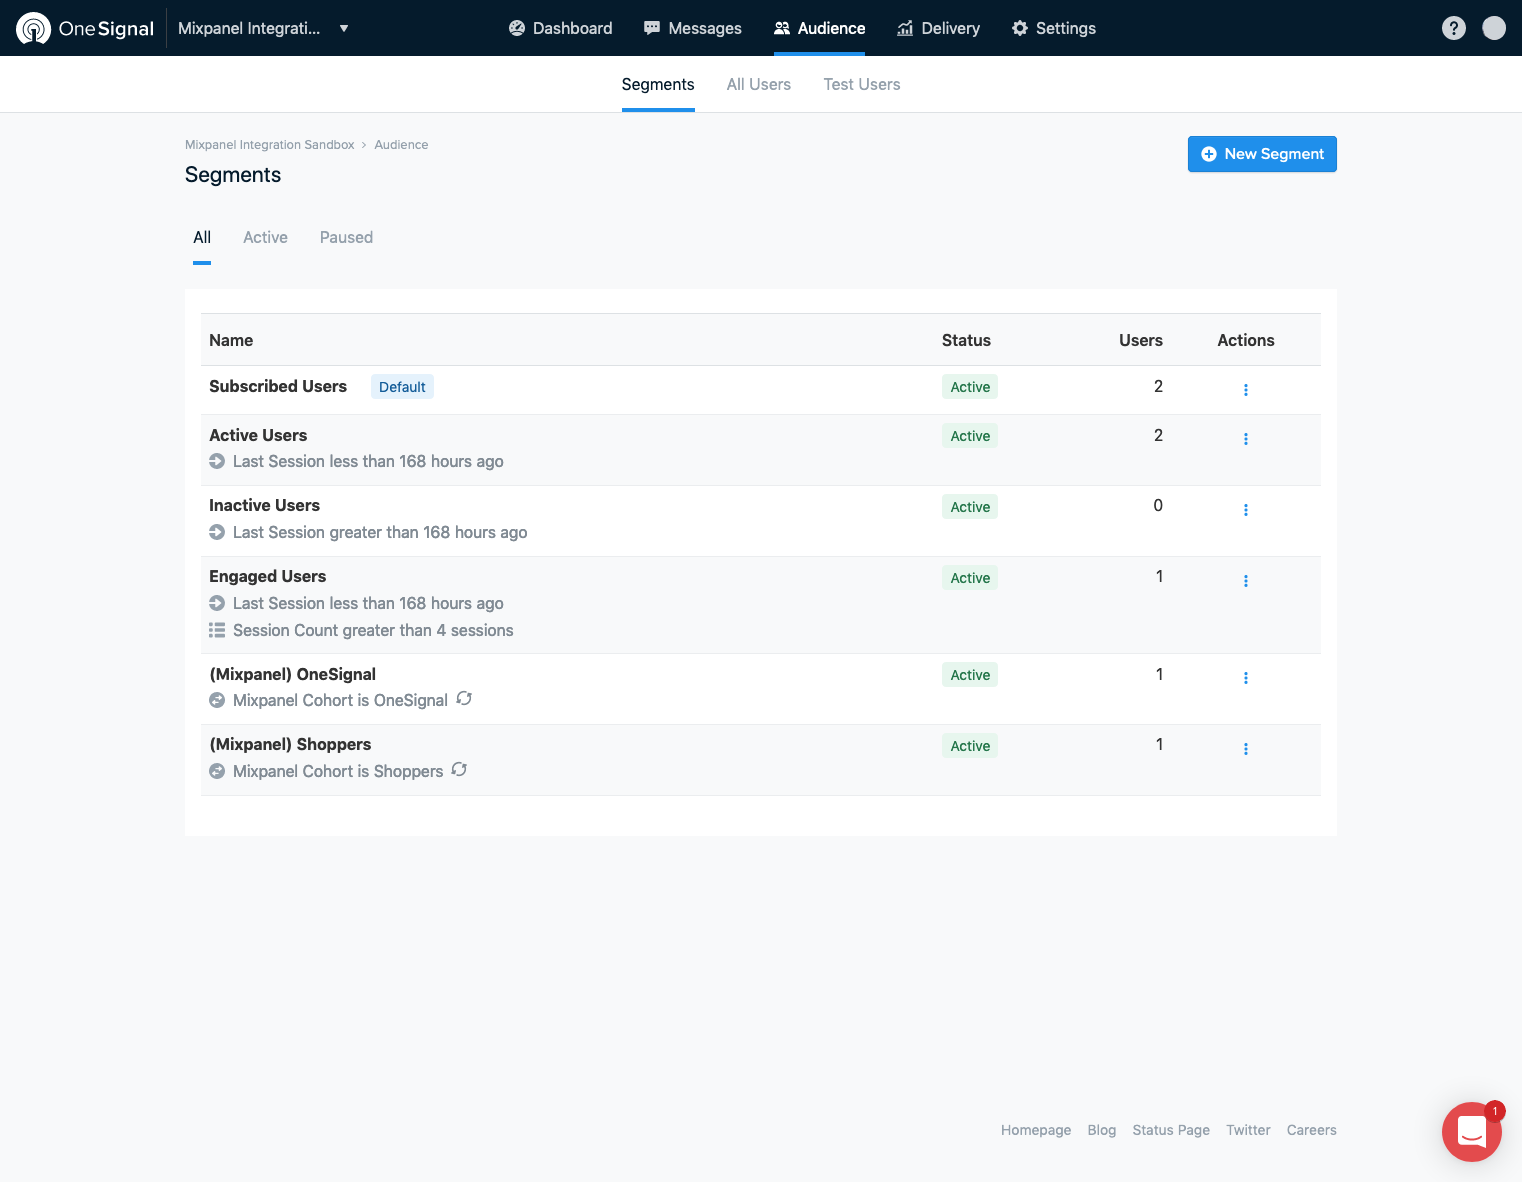 OneSignal
Mixpanel Integrati...
Dashboard
Messages
Audience
Delivery
Settings
?
Segments
All Users
Test Users
Mixpanel Integration Sandbox › Audience
New Segment
Segments
All
Active
Paused
Name Status Users Actions
Subscribed Users Default Active 2
Active Users Active 2
Last Session less than 168 hours ago
Inactive Users Active 0
Last Session greater than 168 hours ago
Engaged Users Active 1
Last Session less than 168 hours ago
Session Count greater than 4 sessions
(Mixpanel) OneSignal Active 1
Mixpanel Cohort is OneSignal
(Mixpanel) Shoppers Active 1
Mixpanel Cohort is Shoppers
1
Homepage Blog Status Page Twitter Careers